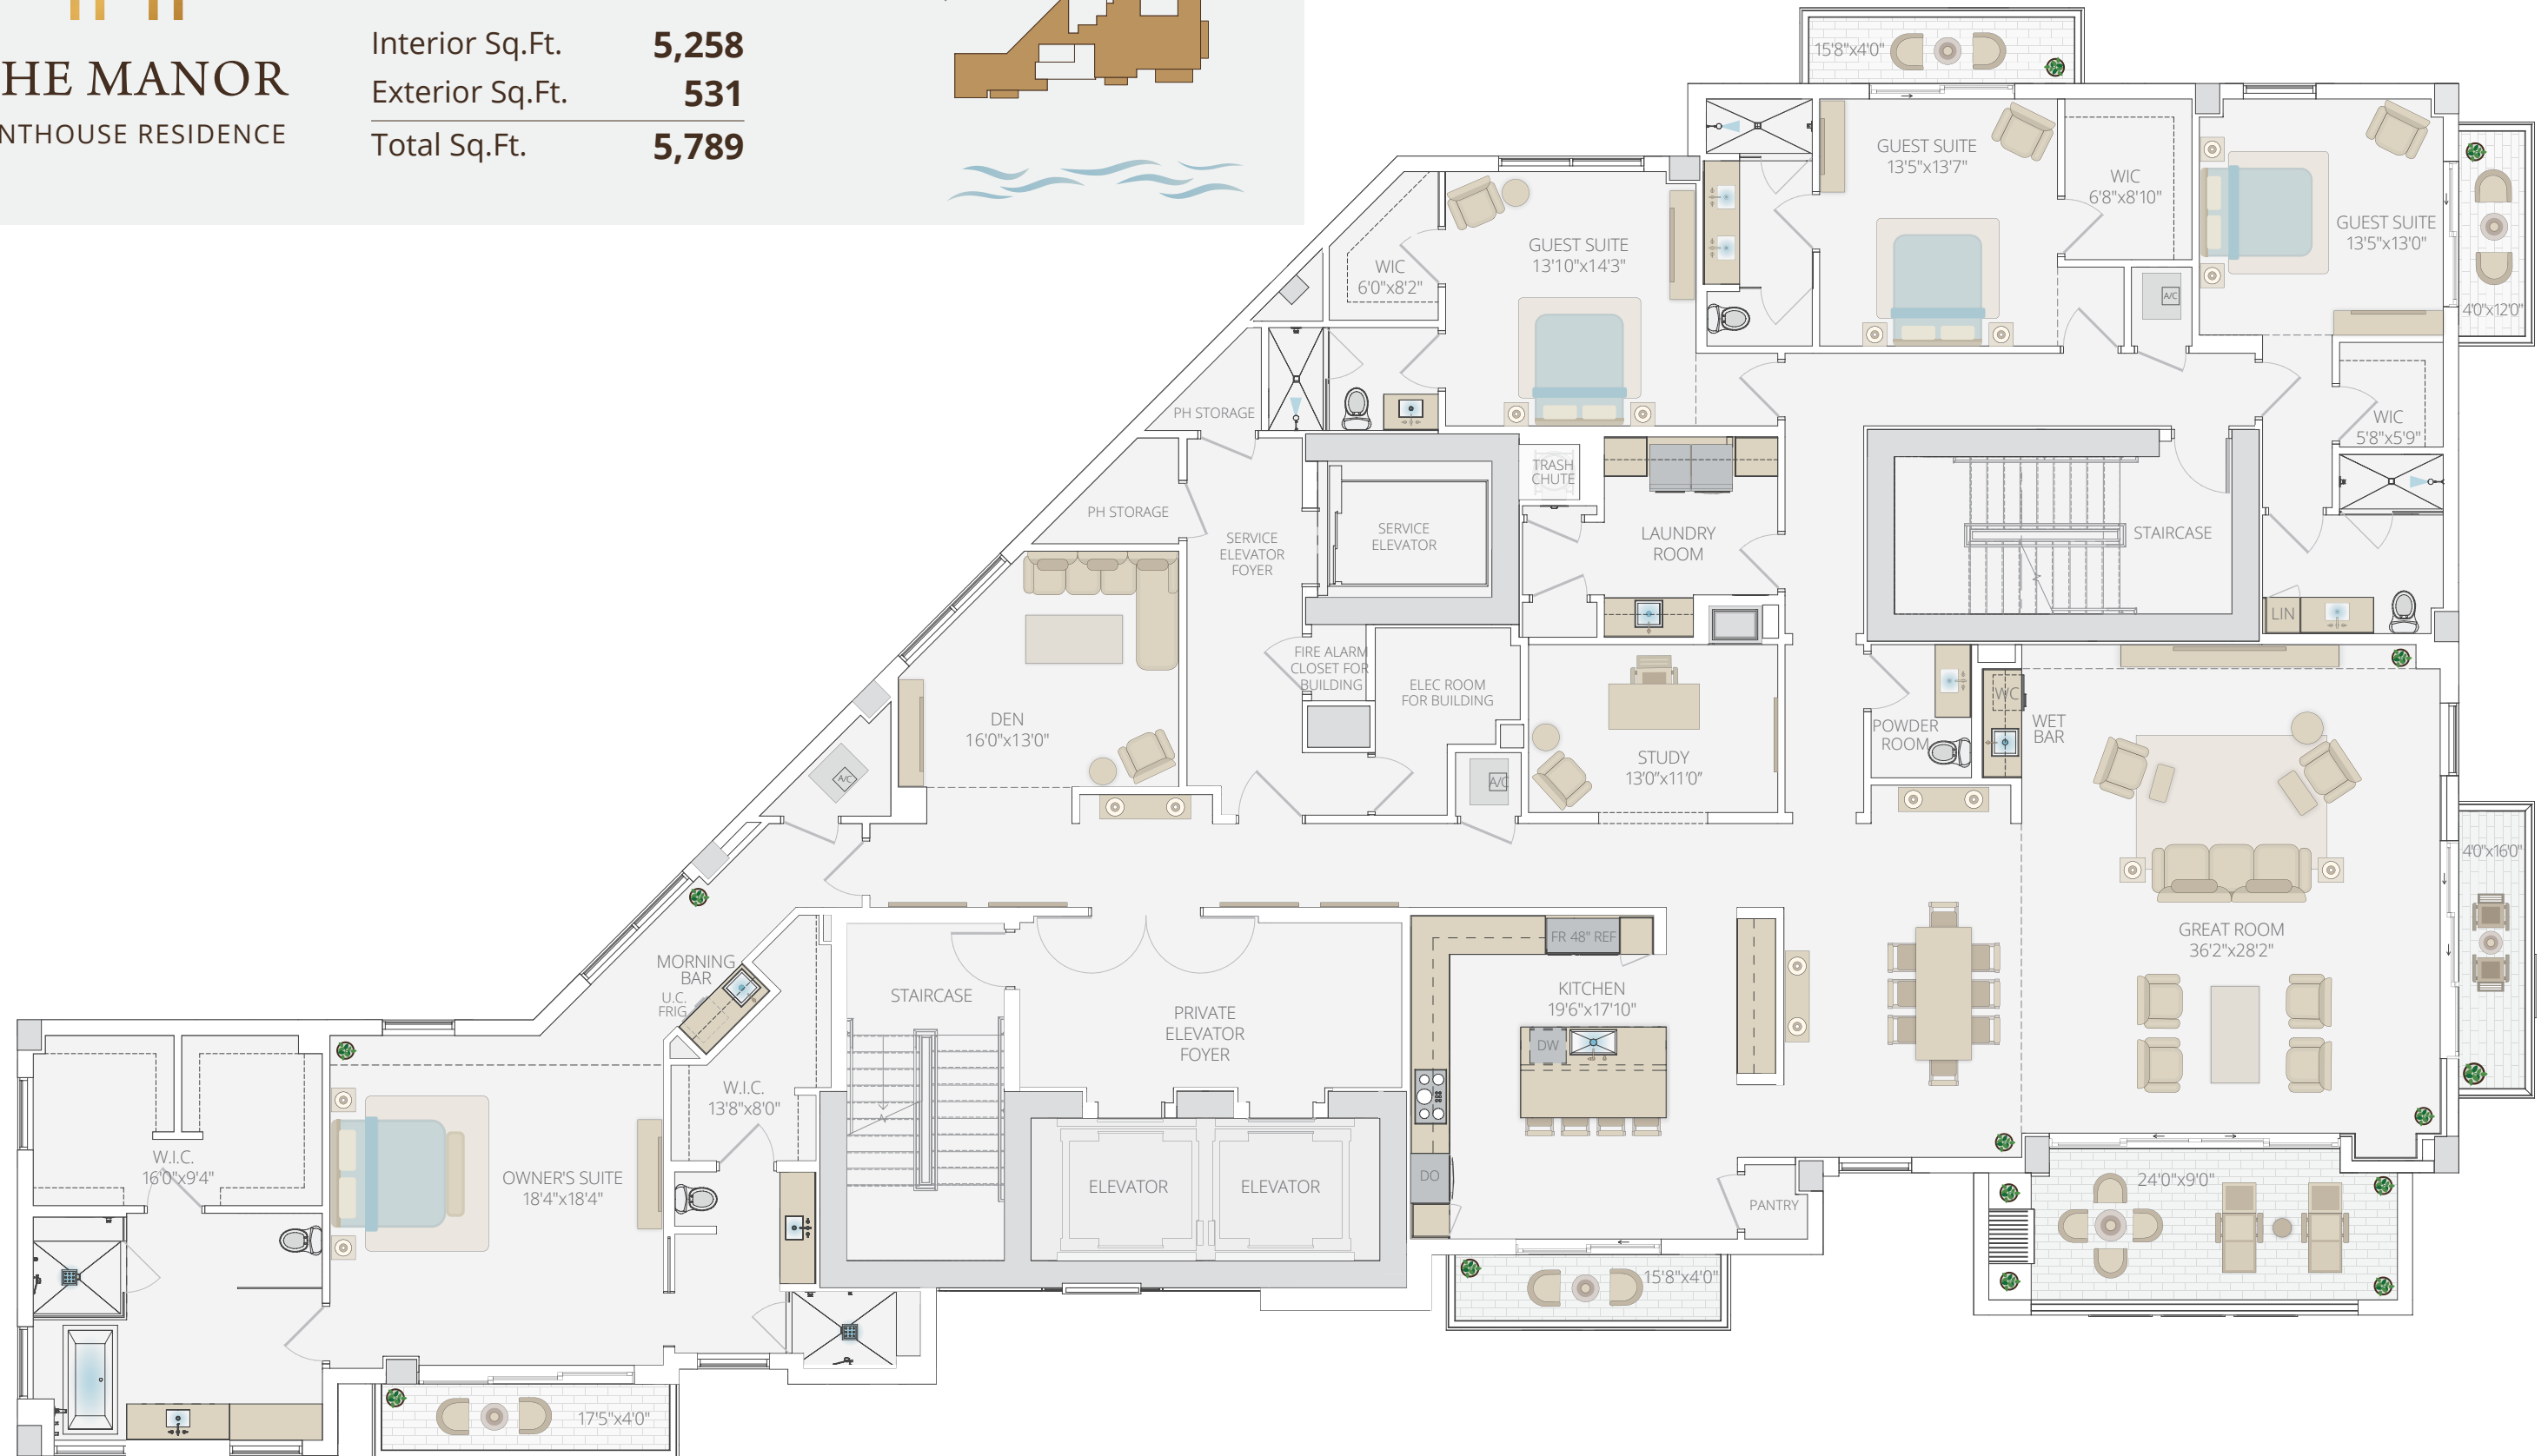 HE MANOR
NTHOUSE RESIDENCE
Interior Sq.Ft. 5,258
Exterior Sq.Ft. 531
Total Sq.Ft. 5,789
15'8"x4'0"
GUEST SUITE
13'5"x13'7"
WIC
6'8"x8'10"
GUEST SUITE
13'5"x13'0"
4'0"x12'0"
A/C
GUEST SUITE
13'10"x14'3"
WIC
6'0"x8'2"
WIC
5'8"x5'9"
PH STORAGE
PH STORAGE
SERVICE
ELEVATOR
FOYER
SERVICE
ELEVATOR
TRASH
CHUTE
LAUNDRY
ROOM
STAIRCASE
LIN
FIRE ALARM
CLOSET FOR
BUILDING
ELEC ROOM
FOR BUILDING
DEN
16'0"x13'0"
A/C
A/C
STUDY
13'0"x11'0"
POWDER
ROOM
WC
WET
BAR
4'0"x16'0"
GREAT ROOM
36'2"x28'2"
MORNING
BAR
U.C.
FRIG
STAIRCASE
PRIVATE
ELEVATOR
FOYER
FR 48" REF
KITCHEN
19'6"x17'10"
DW
DO
PANTRY
W.I.C.
13'8"x8'0"
W.I.C.
16'0"x9'4"
OWNER'S SUITE
18'4"x18'4"
ELEVATOR
ELEVATOR
24'0"x9'0"
15'8"x4'0"
17'5"x4'0"